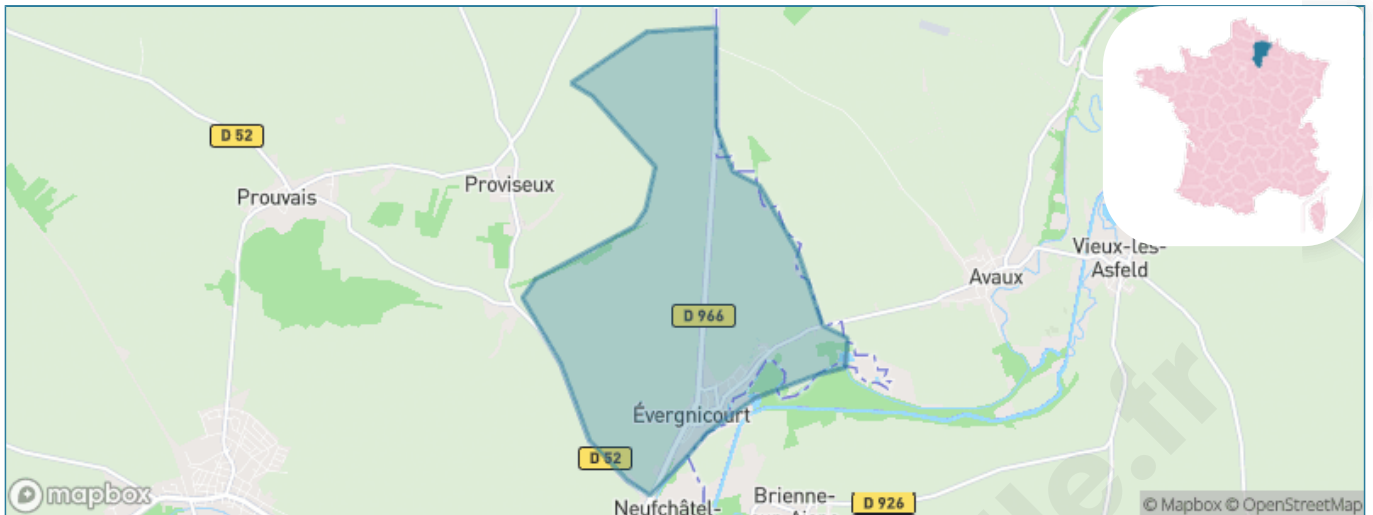 D 52
Prouvais
Proviseux
D 966
Avaux
Vieux-lès-
Asfeld
Évergnicourt
D 52
Neufchâtel-
Brienne-
D 926
mapbox
© Mapbox © OpenStreetMap